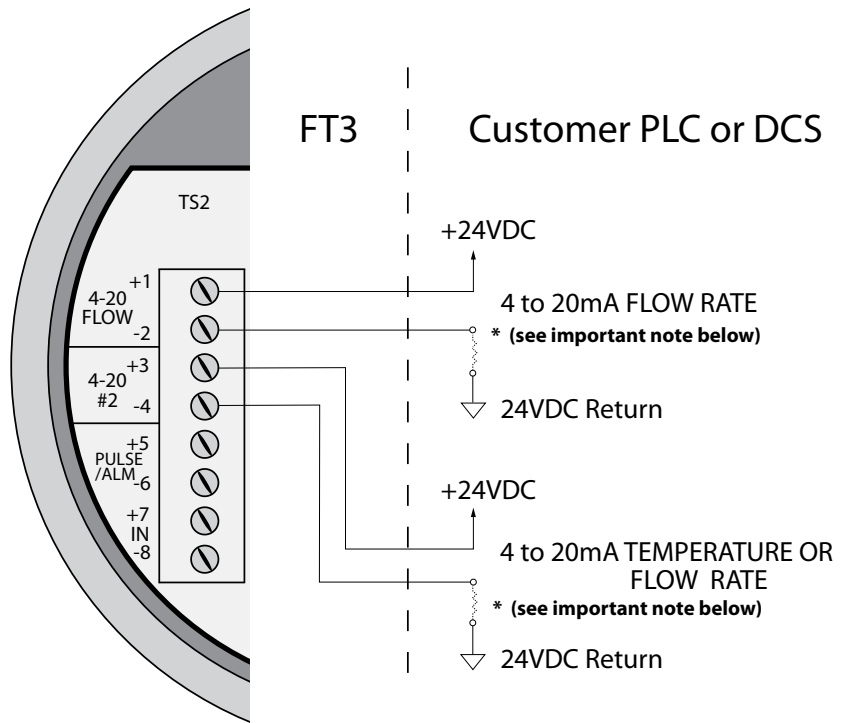 FT3
Customer PLC or DCS
TS2
+24VDC
+1
4-20
FLOW
-2
4 to 20mA FLOW RATE
* (see important note below)
+3
4-20
#2
-4
24VDC Return
+5
PULSE
/ALM
-6
+7
IN
-8
+24VDC
4 to 20mA TEMPERATURE OR
FLOW RATE
* (see important note below)
24VDC Return